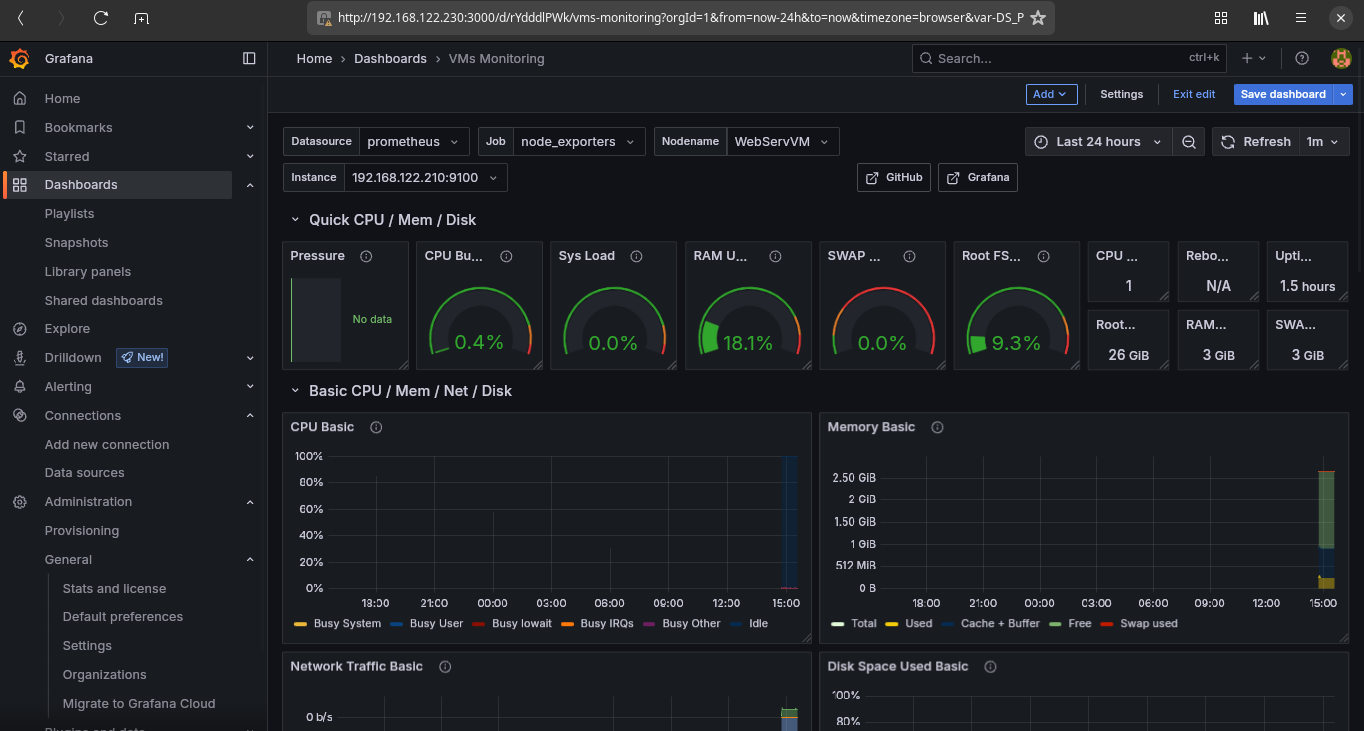 http://192.168.122.230:3000/d/rYdddlPWk/vms-monitoring?orgId=1&from=now-24h&to=now&timezone=browser&var-DS_P
Grafana
Home › Dashboards › VMs Monitoring
Search... ctrl+k
Add Settings Exit edit Save dashboard
Home
Bookmarks
Starred
Dashboards
Playlists
Snapshots
Library panels
Shared dashboards
Explore
Drilldown New!
Alerting
Connections
Add new connection
Data sources
Administration
Provisioning
General
Stats and license
Default preferences
Settings
Organizations
Migrate to Grafana Cloud
Datasource prometheus Job node_exporters Nodename WebServVM Last 24 hours Refresh 1m
Instance 192.168.122.210:9100 GitHub Grafana
Quick CPU / Mem / Disk
Pressure
No data
CPU Bu...
0.4%
Sys Load
0.0%
RAM U...
18.1%
SWAP ...
0.0%
Root FS...
9.3%
CPU ...
1
Rebo...
N/A
Upti...
1.5 hours
Root...
26 GiB
RAM...
3 GiB
SWA...
3 GiB
Basic CPU / Mem / Net / Disk
CPU Basic
100%
80%
60%
40%
20%
0%
18:00 21:00 00:00 03:00 06:00 09:00 12:00 15:00
Busy System Busy User Busy Iowait Busy IRQs Busy Other Idle
Memory Basic
2.50 GiB
2 GiB
1.50 GiB
1 GiB
512 MiB
0 B
18:00 21:00 00:00 03:00 06:00 09:00 12:00 15:00
Total Used Cache + Buffer Free Swap used
Network Traffic Basic
0 b/s
Disk Space Used Basic
100%
80%